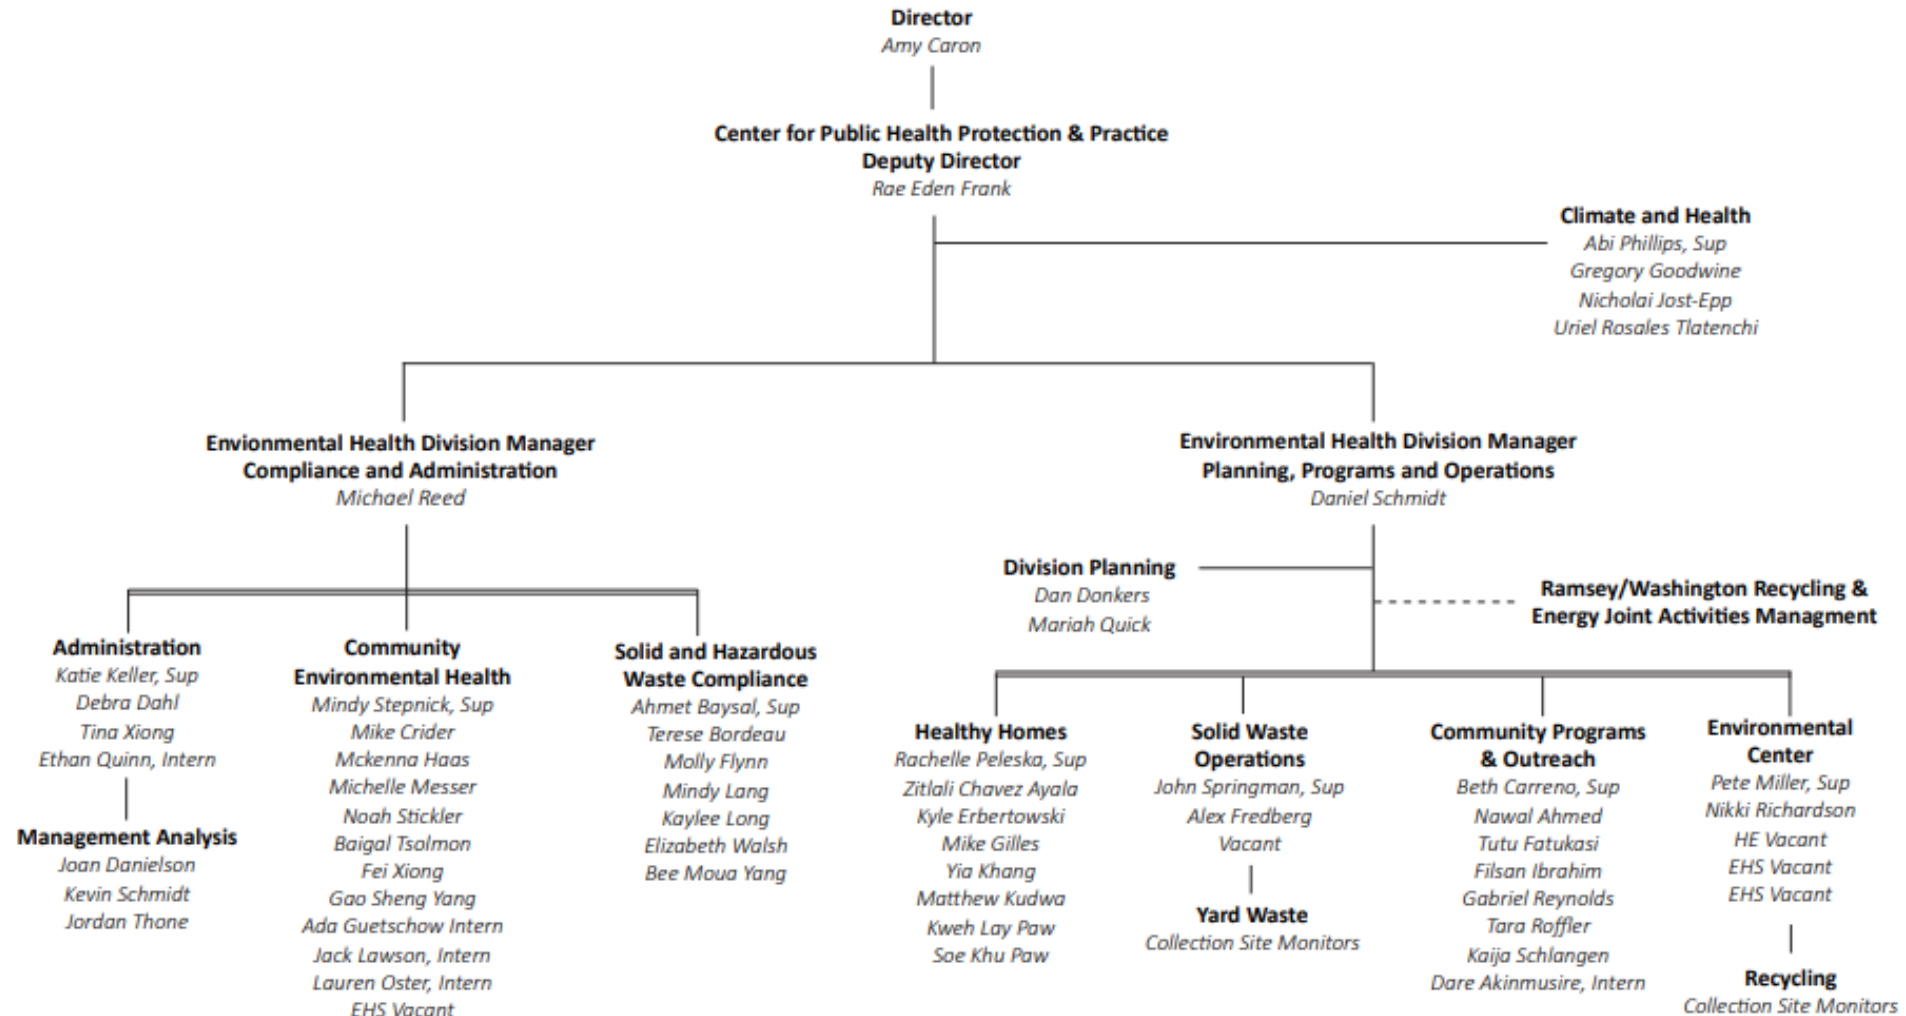 Director
Amy Caron
Center for Public Health Protection & Practice
Deputy Director
Rae Eden Frank
Climate and Health
Abi Phillips, Sup
Gregory Goodwine
Nicholai Jost-Epp
Uriel Rosales Tlatenchi
Envionmental Health Division Manager
Compliance and Administration
Michael Reed
Environmental Health Division Manager
Planning, Programs and Operations
Daniel Schmidt
Division Planning
Dan Donkers
Mariah Quick
Ramsey/Washington Recycling &
Energy Joint Activities Managment
Administration
Katie Keller, Sup
Debra Dahl
Tina Xiong
Ethan Quinn, Intern
Management Analysis
Joan Danielson
Kevin Schmidt
Jordan Thone
Community
Environmental Health
Mindy Stepnick, Sup
Mike Crider
Mckenna Haas
Michelle Messer
Noah Stickler
Baigal Tsolmon
Fei Xiong
Gao Sheng Yang
Ada Guetschow Intern
Jack Lawson, Intern
Lauren Oster, Intern
EHS Vacant
Solid and Hazardous
Waste Compliance
Ahmet Baysal, Sup
Terese Bordeau
Molly Flynn
Mindy Lang
Kaylee Long
Elizabeth Walsh
Bee Moua Yang
Healthy Homes
Rachelle Peleska, Sup
Zitlali Chavez Ayala
Kyle Erbertowski
Mike Gilles
Yia Khang
Matthew Kudwa
Kweh Lay Paw
Soe Khu Paw
Solid Waste
Operations
John Springman, Sup
Alex Fredberg
Vacant
Yard Waste
Collection Site Monitors
Community Programs
& Outreach
Beth Carreno, Sup
Nawal Ahmed
Tutu Fatukasi
Filsan Ibrahim
Gabriel Reynolds
Tara Roffler
Kaija Schlangen
Dare Akinmusire, Intern
Environmental
Center
Pete Miller, Sup
Nikki Richardson
HE Vacant
EHS Vacant
EHS Vacant
Recycling
Collection Site Monitors